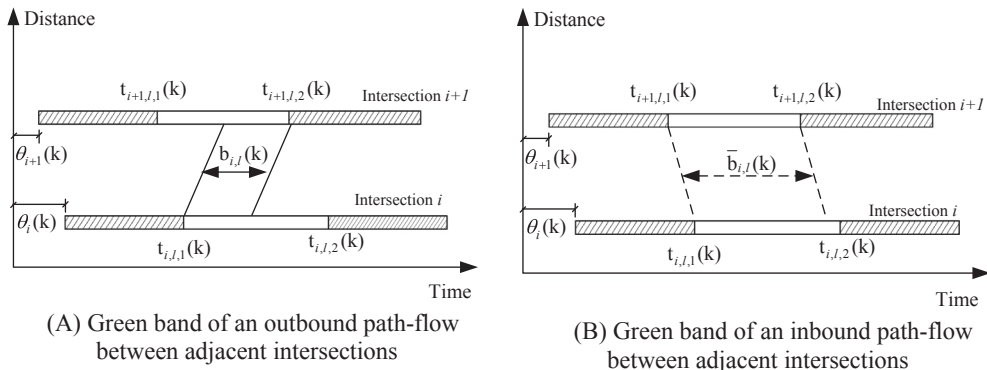 Distance
t_{i+1,l,1}(k)
t_{i+1,l,2}(k)
Intersection i+1
θ_{i+1}(k)
b_{i,l}(k)
θ_i(k)
Intersection i
t_{i,l,1}(k)
t_{i,l,2}(k)
Time
(A) Green band of an outbound path-flow
between adjacent intersections
Distance
t_{i+1,l,1}(k)
t_{i+1,l,2}(k)
Intersection i+1
θ_{i+1}(k)
b̅_{i,l}(k)
θ_i(k)
Intersection i
t_{i,l,1}(k)
t_{i,l,2}(k)
Time
(B) Green band of an inbound path-flow
between adjacent intersections